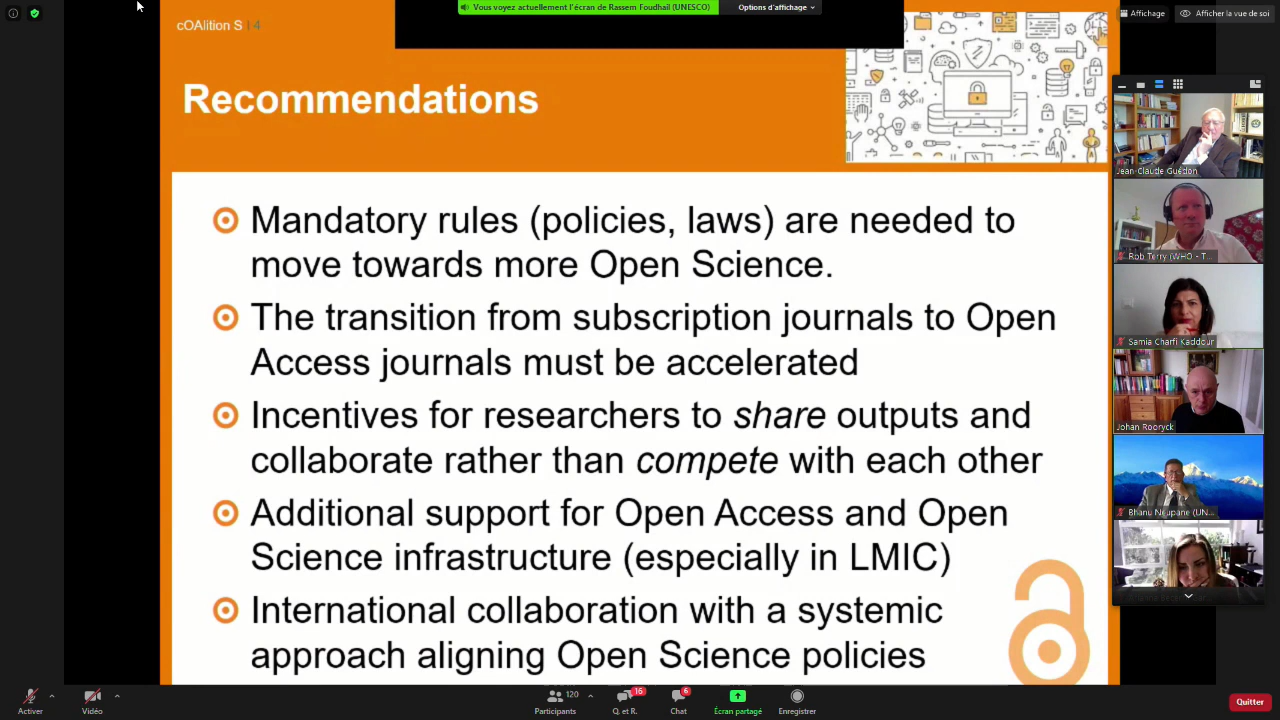 cOAlition S | 4
Vous voyez actuellement l'écran de Rassem Foudhail (UNESCO)
Options d'affichage
Affichage
Afficher la vue de soi
Recommendations
Mandatory rules (policies, laws) are needed to
move towards more Open Science.
The transition from subscription journals to Open
Access journals must be accelerated
Incentives for researchers to share outputs and
collaborate rather than compete with each other
Additional support for Open Access and Open
Science infrastructure (especially in LMIC)
International collaboration with a systemic
approach aligning Open Science policies
Jean-Claude Guédon
Rob Terry (WHO - T...
Samia Charfi Kaddour
Johan Rooryck
Bhanu Neupane (UN...
Activer
Vidéo
120
Participants
16
Q. et R.
6
Chat
Écran partagé
Enregistrer
Quitter